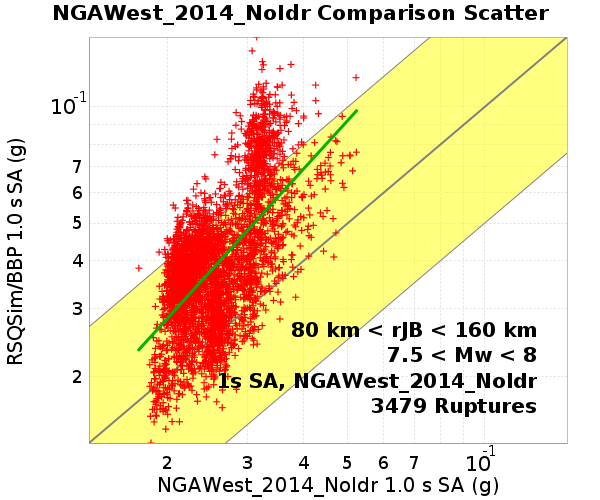 NGAWest_2014_NoIdr Comparison Scatter
RSQSim/BBP 1.0 s SA (g)
10-1
7
6
5
4
3
2
80 km < rJB < 160 km
7.5 < Mw < 8
1s SA, NGAWest_2014_NoIdr
3479 Ruptures
2 3 4 5 6 7 10-1
NGAWest_2014_NoIdr 1.0 s SA (g)